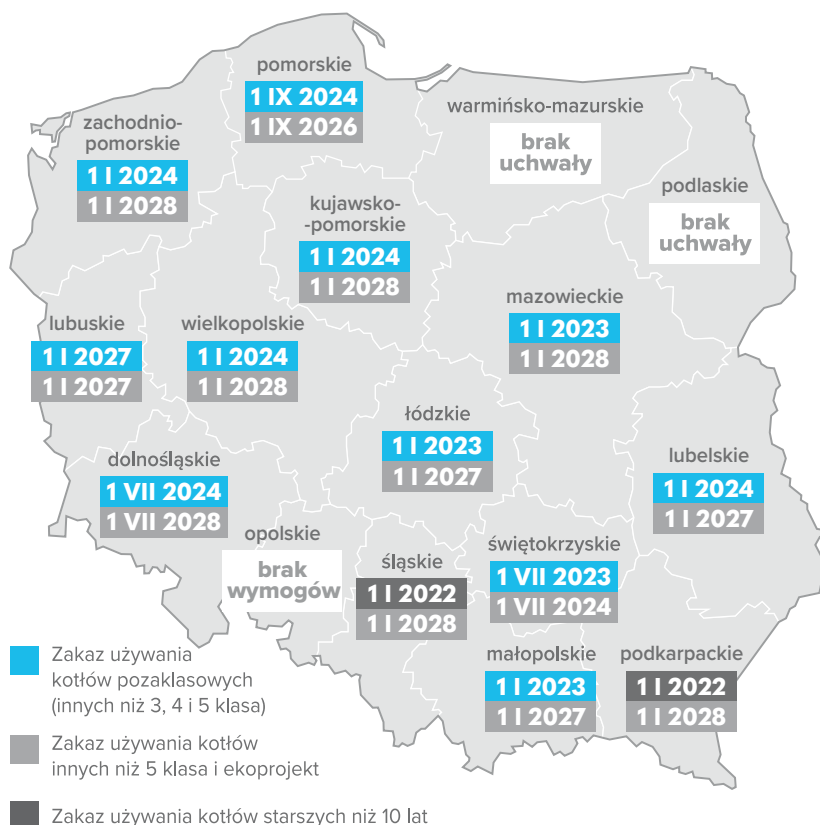 pomorskie
1 IX 2024
1 IX 2026
warmińsko-mazurskie
brak
uchwały
zachodnio-
pomorskie
1 I 2024
1 I 2028
podlaskie
brak
uchwały
kujawsko-
-pomorskie
1 I 2024
1 I 2028
mazowieckie
1 I 2023
1 I 2028
lubuskie
1 I 2027
1 I 2027
wielkopolskie
1 I 2024
1 I 2028
łódzkie
1 I 2023
1 I 2027
dolnośląskie
1 VII 2024
1 VII 2028
lubelskie
1 I 2024
1 I 2027
opolskie
brak
wymogów
śląskie
1 I 2022
1 I 2028
świętokrzyskie
1 VII 2023
1 VII 2024
małopolskie
1 I 2023
1 I 2027
podkarpackie
1 I 2022
1 I 2028
Zakaz używania
kotłów pozaklasowych
(innych niż 3, 4 i 5 klasa)
Zakaz używania kotłów
innych niż 5 klasa i ekoprojekt
Zakaz używania kotłów starszych niż 10 lat